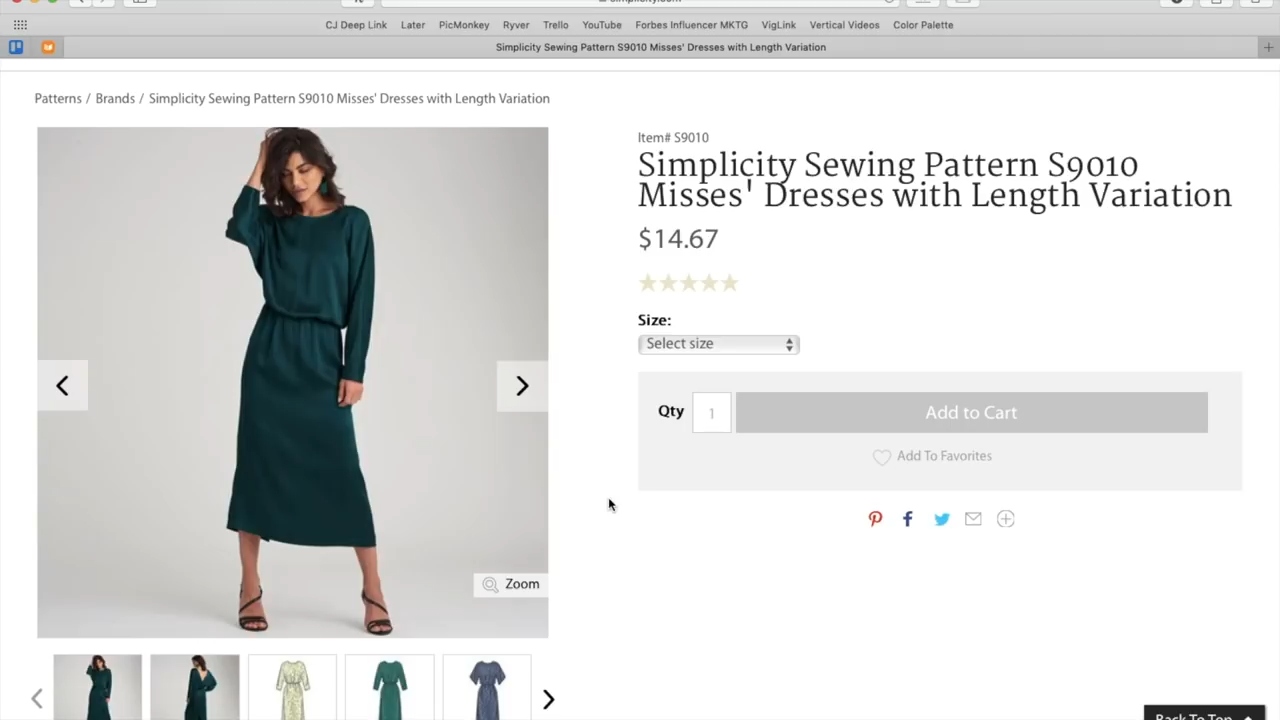 CJ Deep Link Later PicMonkey Ryver Trello YouTube Forbes Influencer MKTG VigLink Vertical Videos Color Palette
Simplicity Sewing Pattern S9010 Misses' Dresses with Length Variation
Patterns / Brands / Simplicity Sewing Pattern S9010 Misses' Dresses with Length Variation
Item# S9010
Simplicity Sewing Pattern S9010
Misses' Dresses with Length Variation
$14.67
Size:
Select size
Qty 1 Add to Cart
Add To Favorites
Zoom
Back To Top